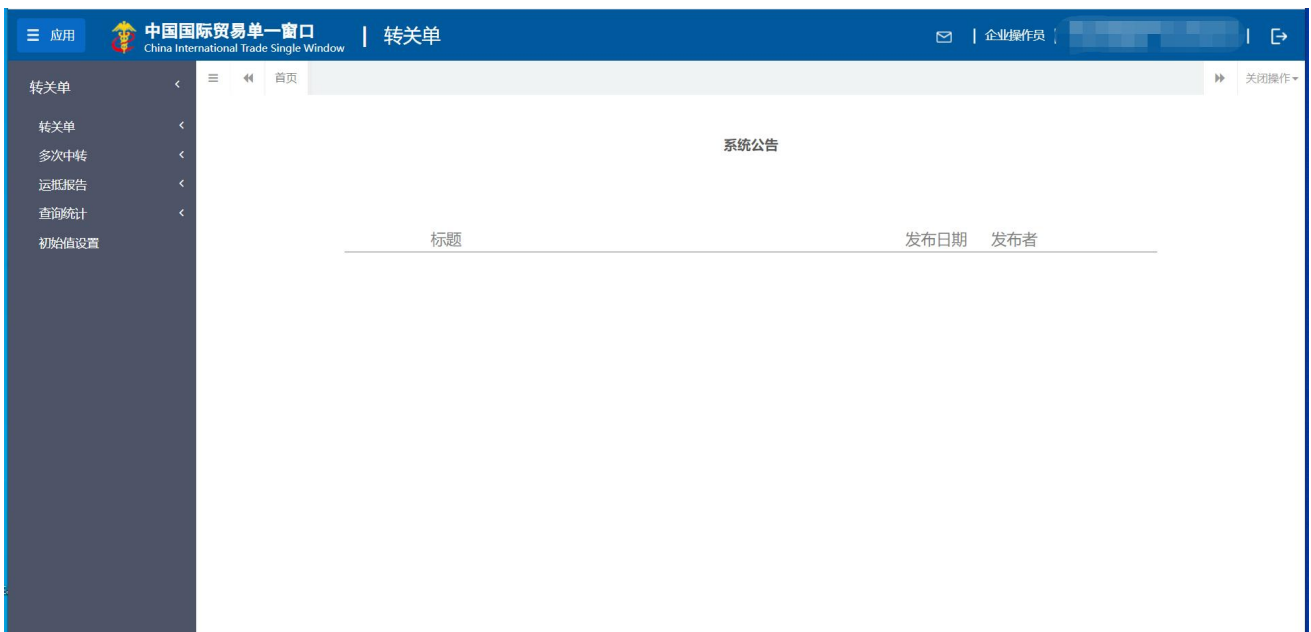 应用
中国国际贸易单一窗口
China International Trade Single Window
转关单
企业操作员
转关单
首页
关闭操作
转关单
多次中转
运抵报告
查询统计
初始值设置
系统公告
标题 发布日期 发布者